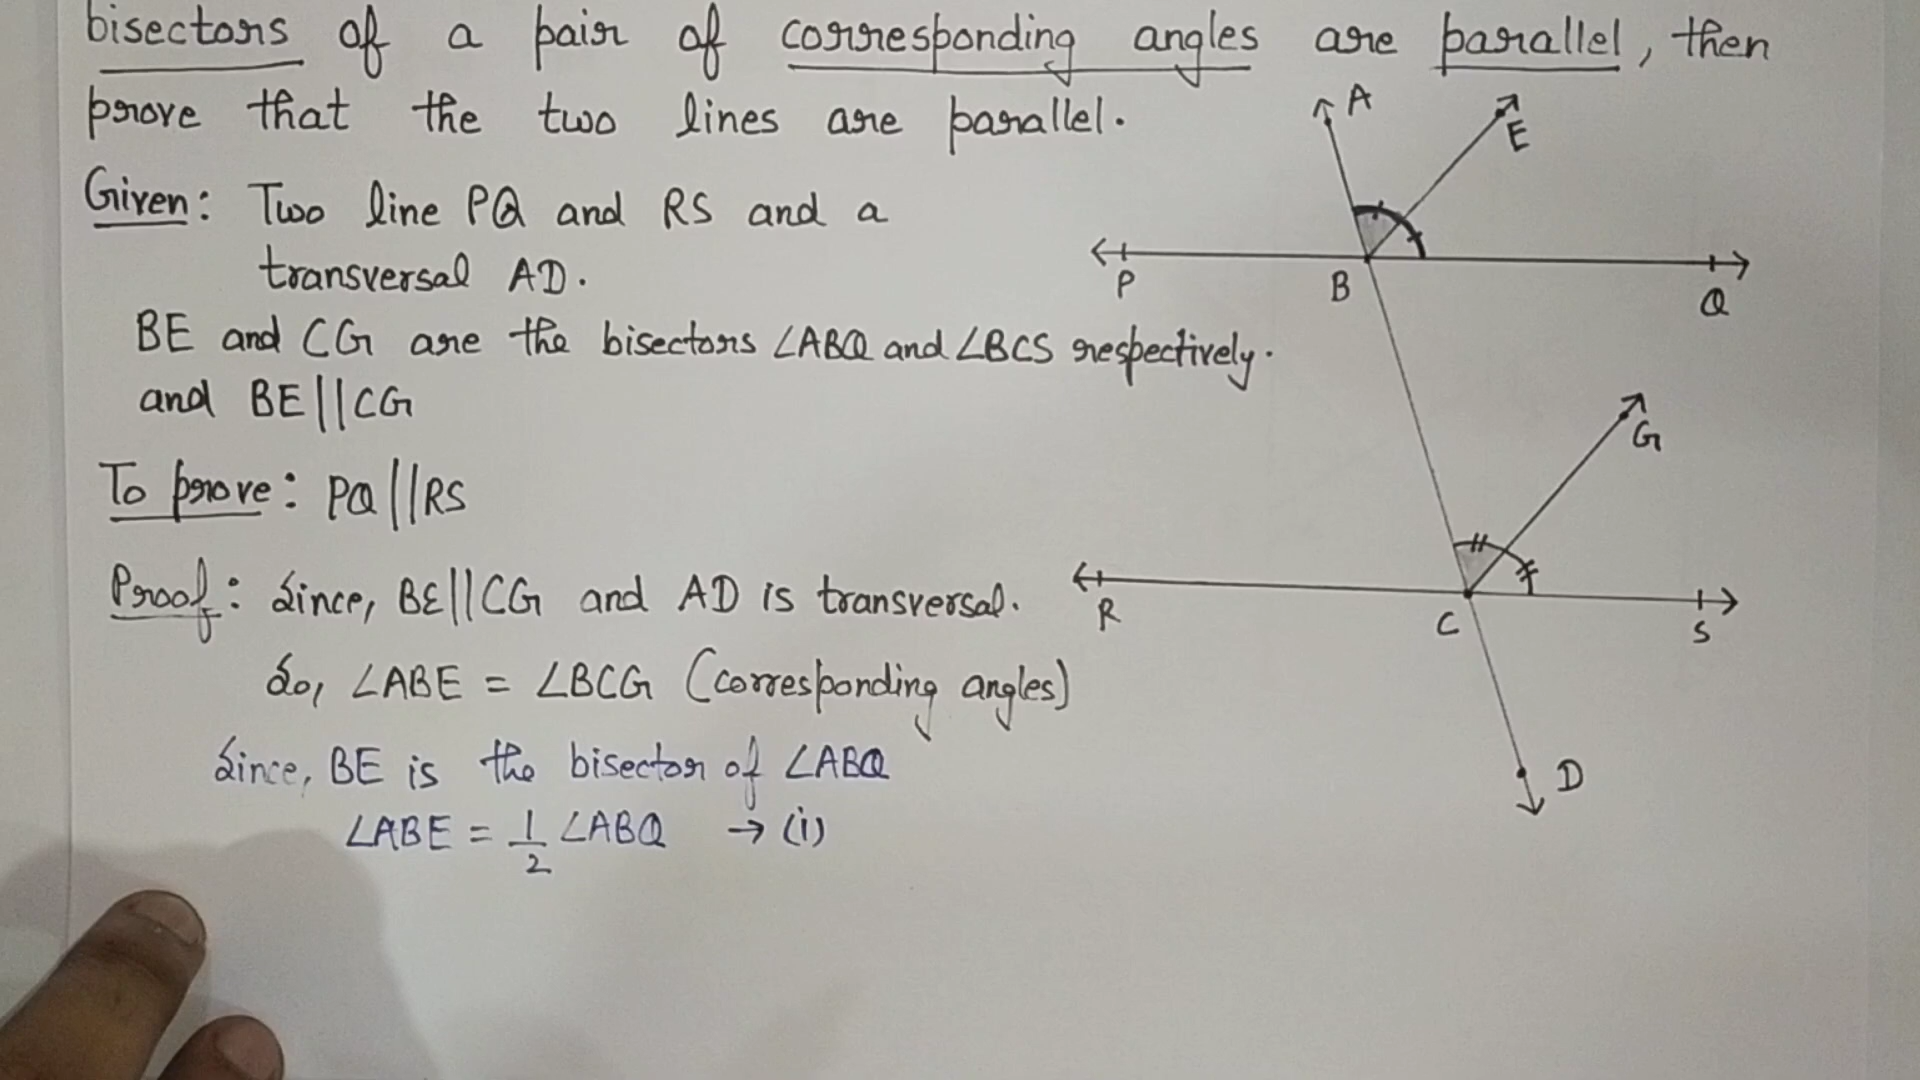 bisectors of a pair of corresponding angles are parallel, then
prove that the two lines are parallel.
Given: Two line PQ and RS and a
transversal AD.
BE and CG are the bisectors ∠ABQ and ∠BCS respectively.
and BE||CG
To prove: PQ||RS
Proof: Since, BE||CG and AD is transversal.
So, ∠ABE = ∠BCG (corresponding angles)
Since, BE is the bisector of ∠ABQ
∠ABE = 1/2 ∠ABQ → (i)
A
E
P
B
Q
G
R
C
S
D